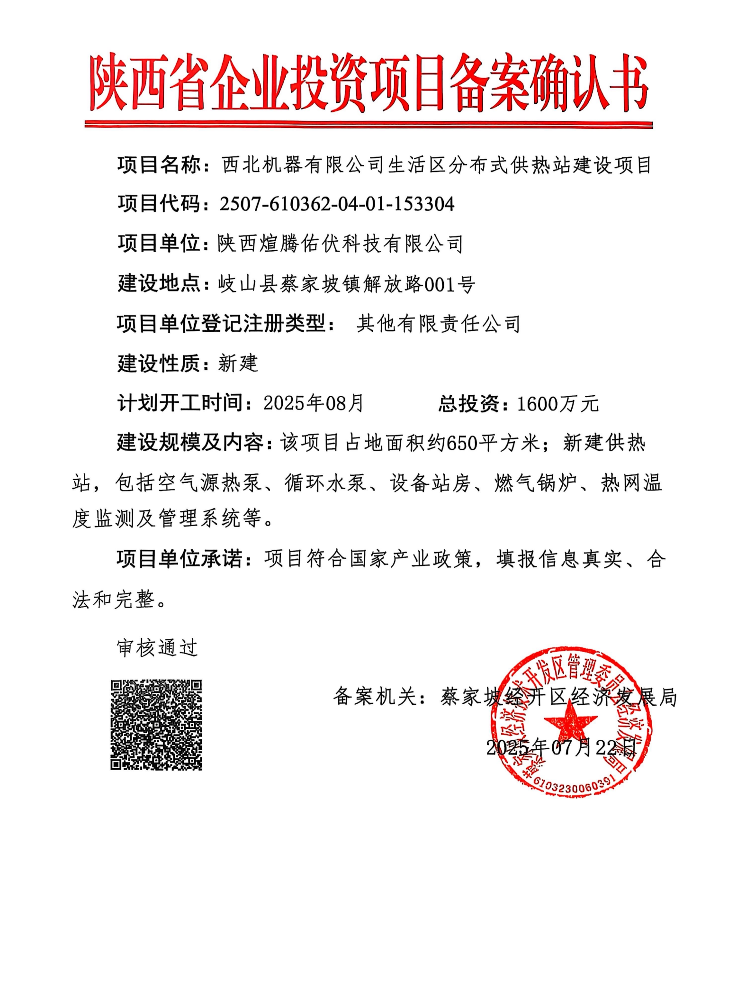 陕西省企业投资项目备案确认书
项目名称：西北机器有限公司生活区分布式供热站建设项目
项目代码：2507-610362-04-01-153304
项目单位：陕西煊腾佑伏科技有限公司
建设地点：岐山县蔡家坡镇解放路001号
项目单位登记注册类型： 其他有限责任公司
建设性质：新建
计划开工时间：2025年08月 总投资：1600万元
建设规模及内容：该项目占地面积约650平方米；新建供热
站，包括空气源热泵、循环水泵、设备站房、燃气锅炉、热网温
度监测及管理系统等。
项目单位承诺：项目符合国家产业政策，填报信息真实、合
法和完整。
审核通过
备案机关：蔡家坡经开区经济发展局
2025年07月22日
经济技术开发区管理委员会经济发展局
6103230060391